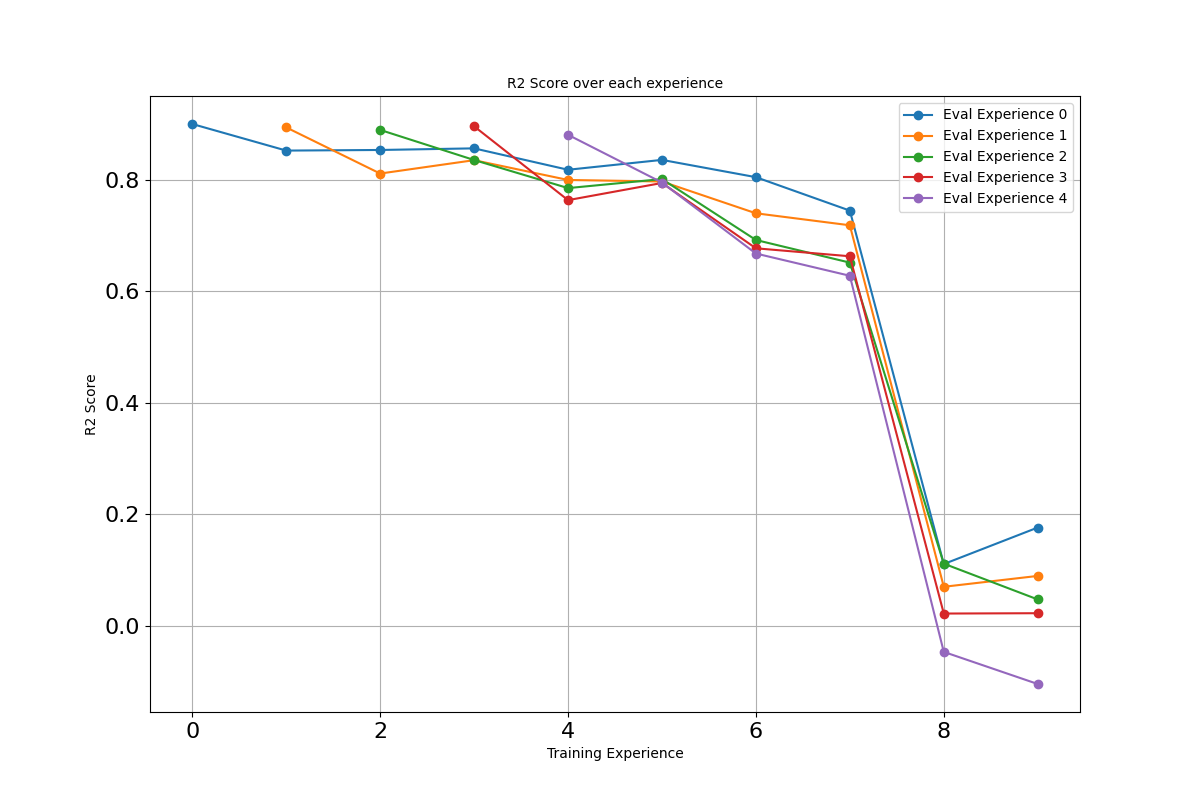 R2 Score over each experience
Eval Experience 0
Eval Experience 1
Eval Experience 2
Eval Experience 3
Eval Experience 4
R2 Score
0.8
0.6
0.4
0.2
0.0
0 2 4 6 8
Training Experience